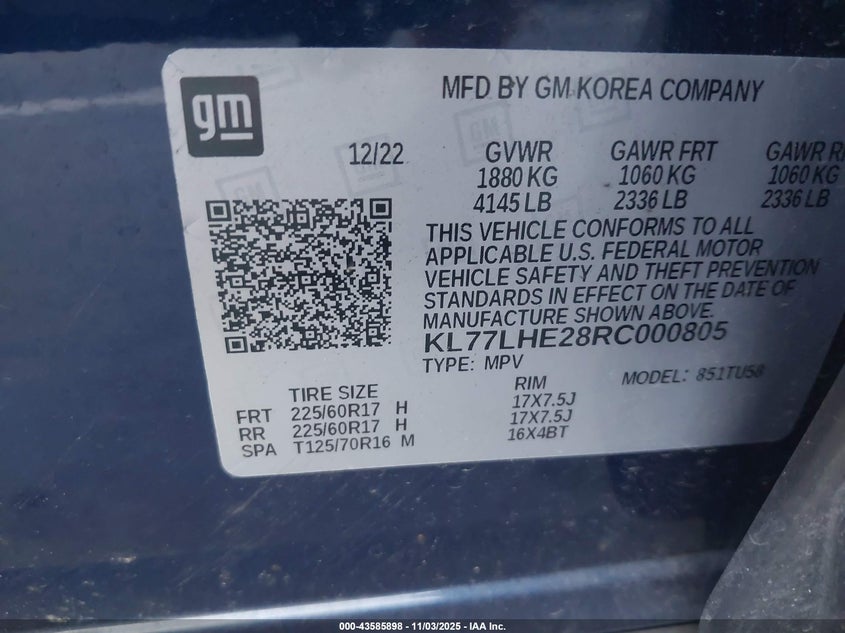 gm
MFD BY GM KOREA COMPANY
12/22 GVWR GAWR FRT GAWR
1880 KG 1060 KG 1060 KG
4145 LB 2336 LB 2336 LB
THIS VEHICLE CONFORMS TO ALL
APPLICABLE U.S. FEDERAL MOTOR
VEHICLE SAFETY AND THEFT PREVENTION
STANDARDS IN EFFECT ON THE DATE OF
MANUFACTURE SHOWN ABOVE.
KL77LHE28RC000805
TYPE: MPV MODEL: 851TU58
TIRE SIZE RIM
FRT 225/60R17 H 17X7.5J
RR 225/60R17 H 17X7.5J
SPA T125/70R16 M 16X4BT
000-43585898 - 11/03/2025 - IAA Inc.